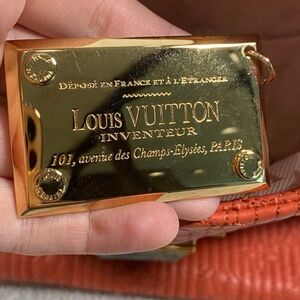 DÉPOSÉ EN FRANCE ET À L'ETRANGER
LOUIS VUITTON
INVENTEUR
101, avenue des Champs-Elysées, PARIS